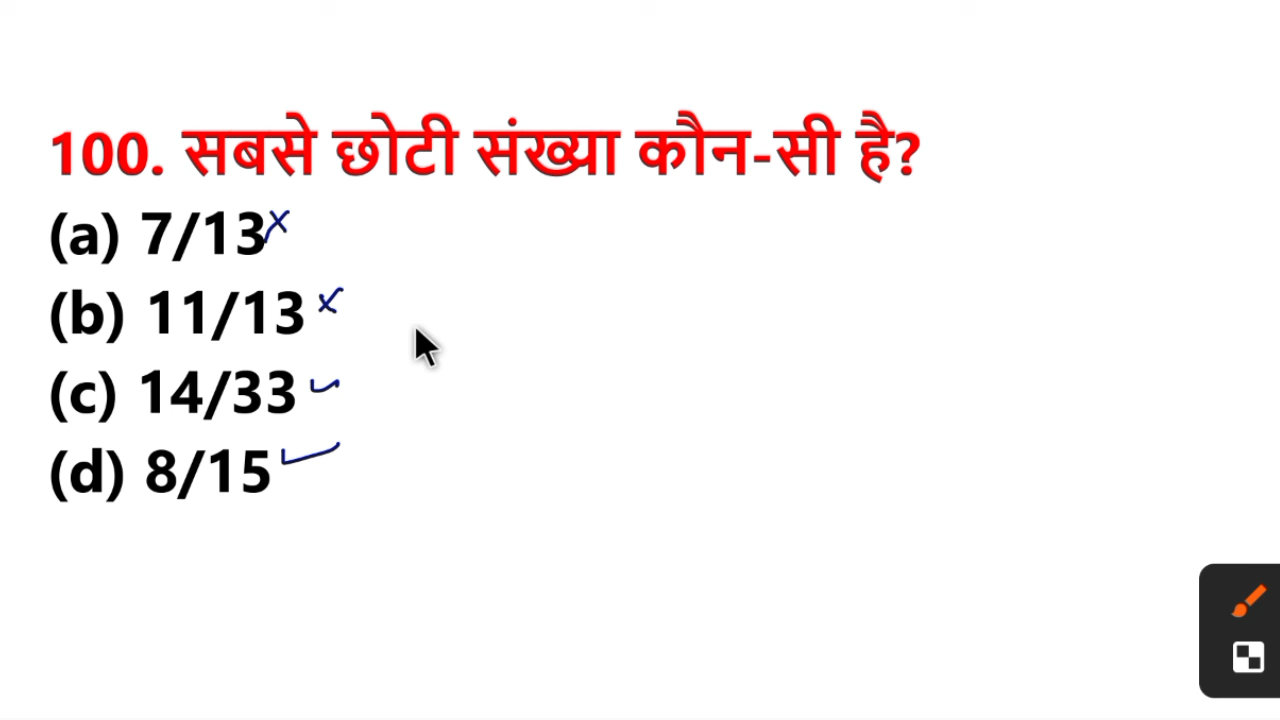 100. सबसे छोटी संख्या कौन-सी है?
(a) 7/13
(b) 11/13
(c) 14/33
(d) 8/15